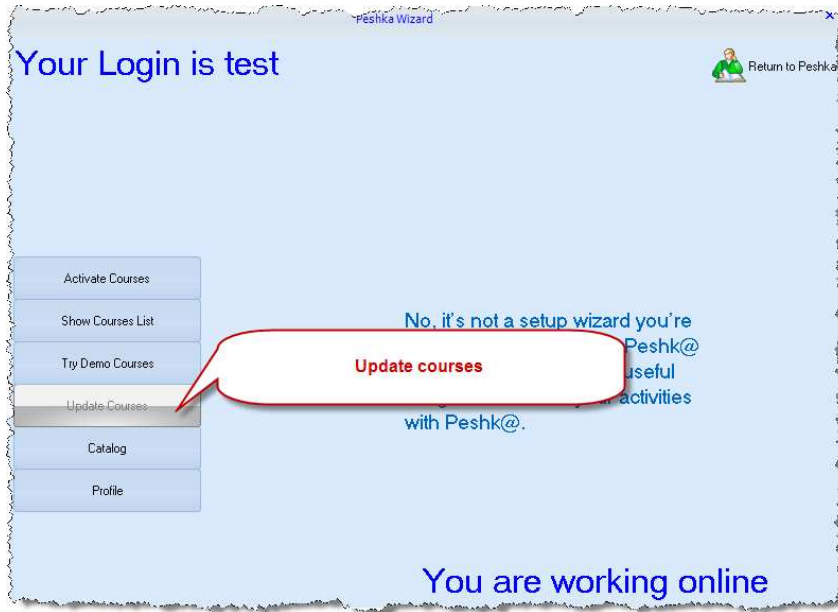 Peshka Wizard
Your Login is test
Return to Peshka
Activate Courses
Show Courses List
Try Demo Courses
Update Courses
Catalog
Profile
No, it's not a setup wizard you're
Peshk@
useful
activities
with Peshk@.
Update courses
You are working online